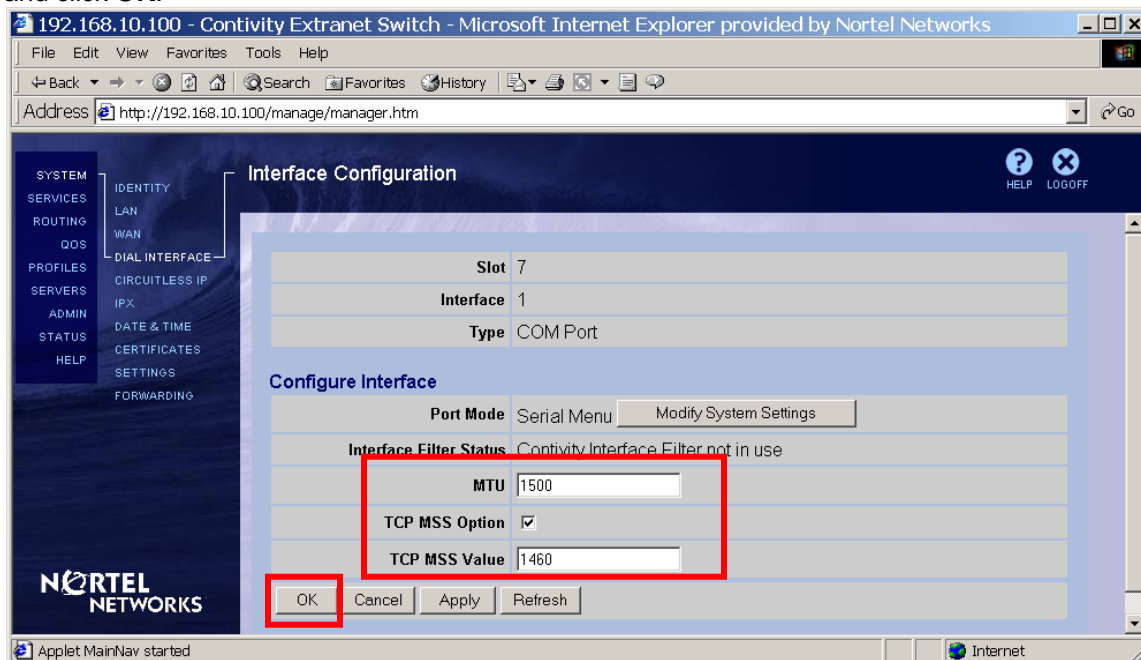 and click OK.
192.168.10.100 - Contivity Extranet Switch - Microsoft Internet Explorer provided by Nortel Networks
File Edit View Favorites Tools Help
Back Search Favorites History
Address http://192.168.10.100/manage/manager.htm Go
Interface Configuration
HELP LOGOFF
SYSTEM
SERVICES
ROUTING
QOS
PROFILES
SERVERS
ADMIN
STATUS
HELP
IDENTITY
LAN
WAN
DIAL INTERFACE
CIRCUITLESS IP
IPX
DATE & TIME
CERTIFICATES
SETTINGS
FORWARDING
Slot 7
Interface 1
Type COM Port
Configure Interface
Port Mode Serial Menu Modify System Settings
Interface Filter Status Contivity Interface Filter not in use
MTU 1500
TCP MSS Option
TCP MSS Value 1460
OK Cancel Apply Refresh
NORTEL
NETWORKS
Applet MainNav started Internet